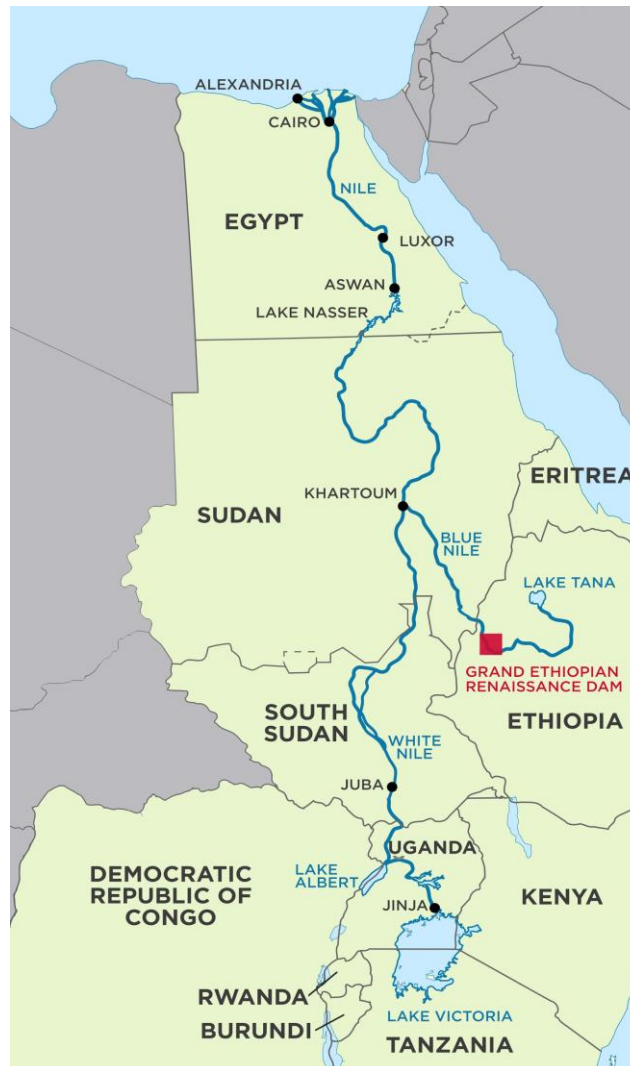 ALEXANDRIA
CAIRO
NILE
EGYPT
LUXOR
ASWAN
LAKE NASSER
ERITREA
KHARTOUM
SUDAN
BLUE
NILE
LAKE TANA
GRAND ETHIOPIAN
RENAISSANCE DAM
SOUTH
SUDAN
ETHIOPIA
WHITE
NILE
JUBA
UGANDA
LAKE
ALBERT
DEMOCRATIC
REPUBLIC OF
CONGO
KENYA
JINJA
RWANDA
LAKE VICTORIA
BURUNDI
TANZANIA